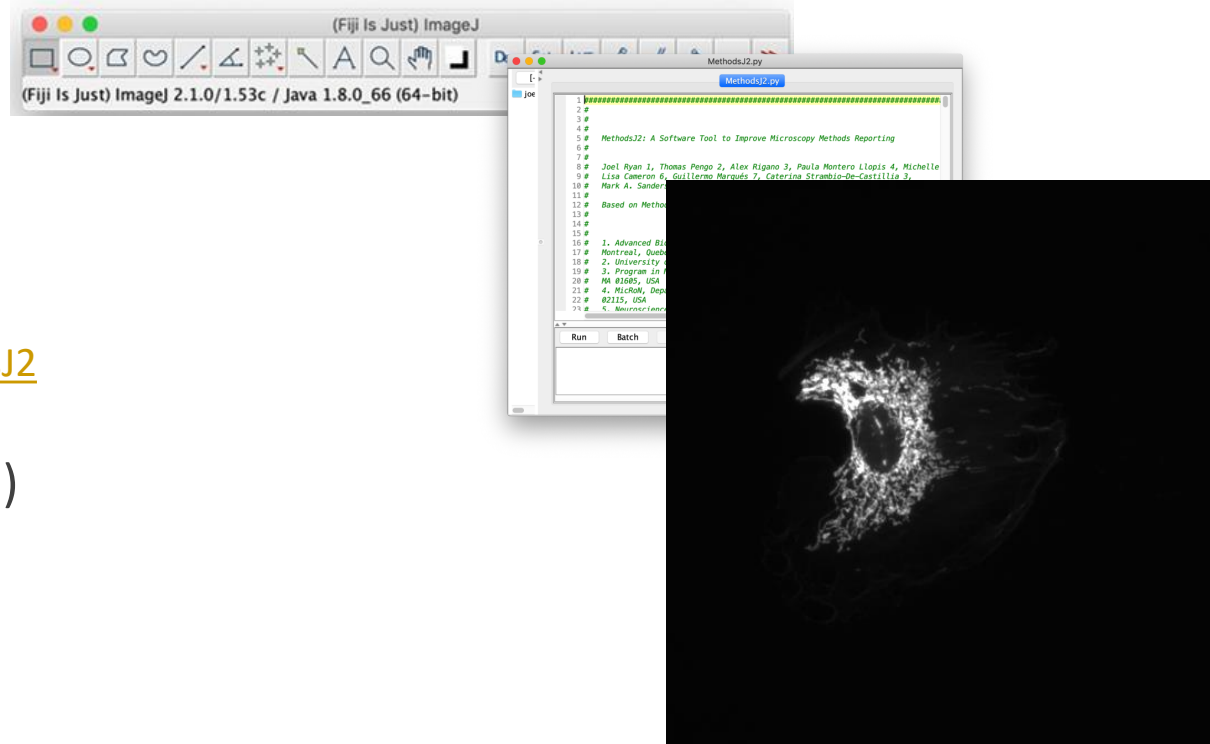 (Fiji Is Just) ImageJ
(Fiji Is Just) ImageJ 2.1.0/1.53c / Java 1.8.0_66 (64-bit)
MethodsJ2.py
MethodsJ2.py
joe
1 ################################################################################
2 #
3 #
4 #
5 # MethodsJ2: A Software Tool to Improve Microscopy Methods Reporting
6 #
7 #
8 # Joel Ryan 1, Thomas Pengo 2, Alex Rigano 3, Paula Montero Llopis 4, Michelle
9 # Lisa Cameron 6, Guillermo Marqués 7, Caterina Strambio-De-Castillia 3,
10 # Mark A. Sanders
11 #
12 # Based on Method
13 #
14 #
15 #
16 # 1. Advanced Bi
17 # Montreal, Queb
18 # 2. University
19 # 3. Program in
20 # MA 01605, USA
21 # 4. MicRoN, Dep
22 # 02115, USA
23 # 5. Neuroscience
Run Batch
J2
)